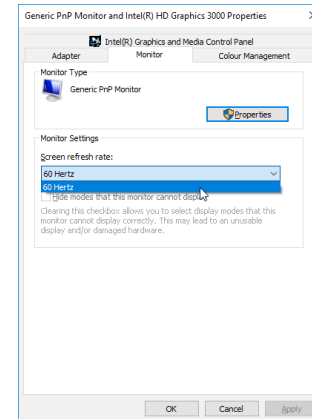 Generic PnP Monitor and Intel(R) HD Graphics 3000 Properties
Intel(R) Graphics and Media Control Panel
Adapter Monitor Colour Management
Monitor Type
Generic PnP Monitor
Properties
Monitor Settings
Screen refresh rate:
60 Hertz
60 Hertz
Hide modes that this monitor cannot display
Clearing this checkbox allows you to select display modes that this
monitor cannot display correctly. This may lead to an unusable
display and/or damaged hardware.
OK Cancel Apply